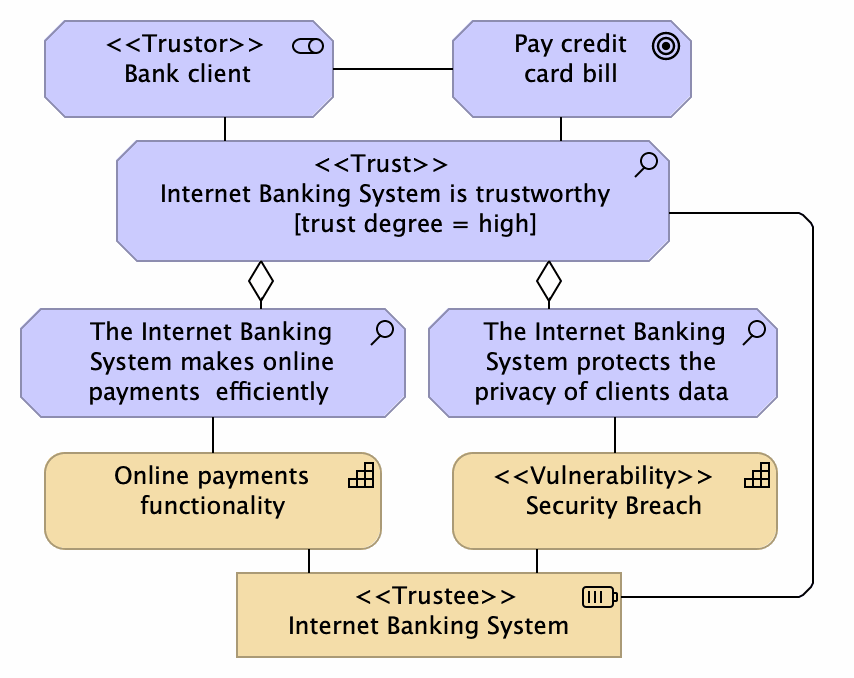 <<Trustor>>
Bank client
Pay credit
card bill
<<Trust>>
Internet Banking System is trustworthy
[trust degree = high]
The Internet Banking
System makes online
payments  efficiently
The Internet Banking
System protects the
privacy of clients data
Online payments
functionality
<<Vulnerability>>
Security Breach
<<Trustee>>
Internet Banking System